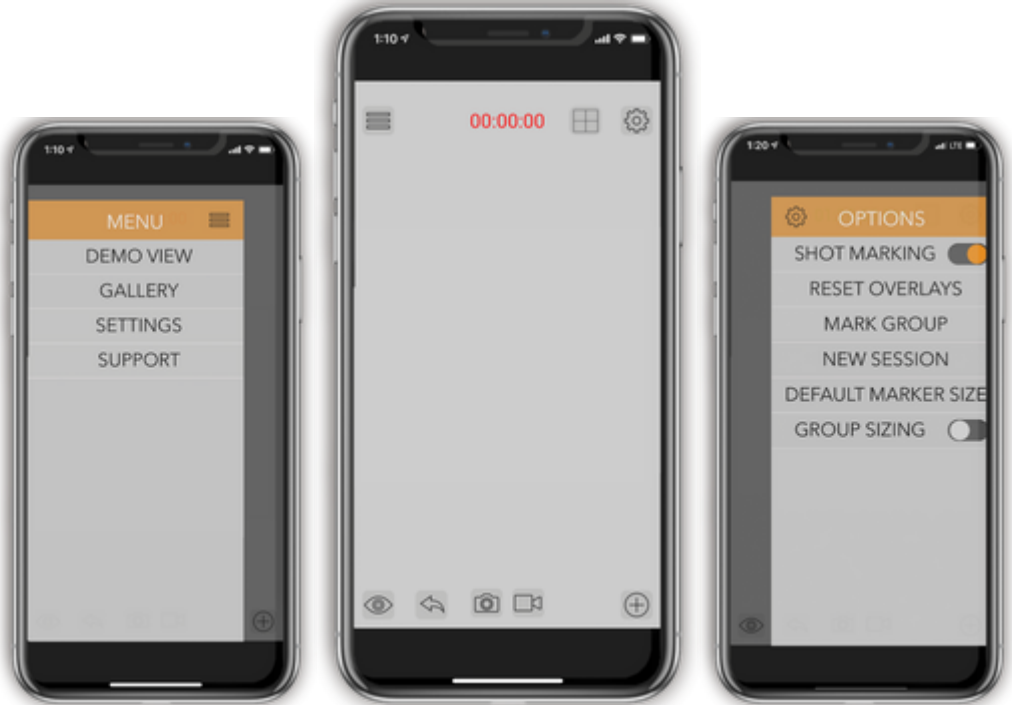 1:10
MENU
DEMO VIEW
GALLERY
SETTINGS
SUPPORT
1:10
00:00:00
1:20
LTE
OPTIONS
SHOT MARKING
RESET OVERLAYS
MARK GROUP
NEW SESSION
DEFAULT MARKER SIZE
GROUP SIZING